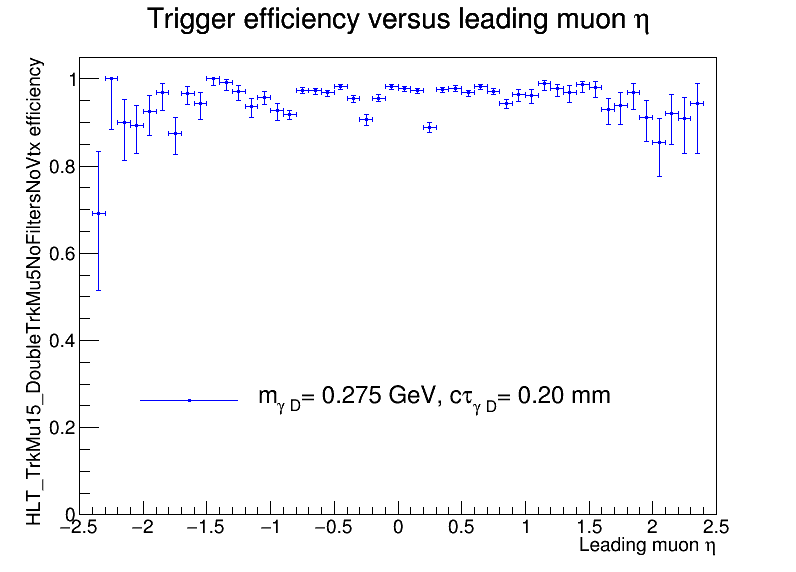 Trigger efficiency versus leading muon η
HLT_TrkMu15_DoubleTrkMu5NoFiltersNoVtx efficiency
1
0.8
0.6
0.4
0.2
0
m_γ D= 0.275 GeV, cτ_γ D= 0.20 mm
−2.5 −2 −1.5 −1 −0.5 0 0.5 1 1.5 2 2.5
Leading muon η